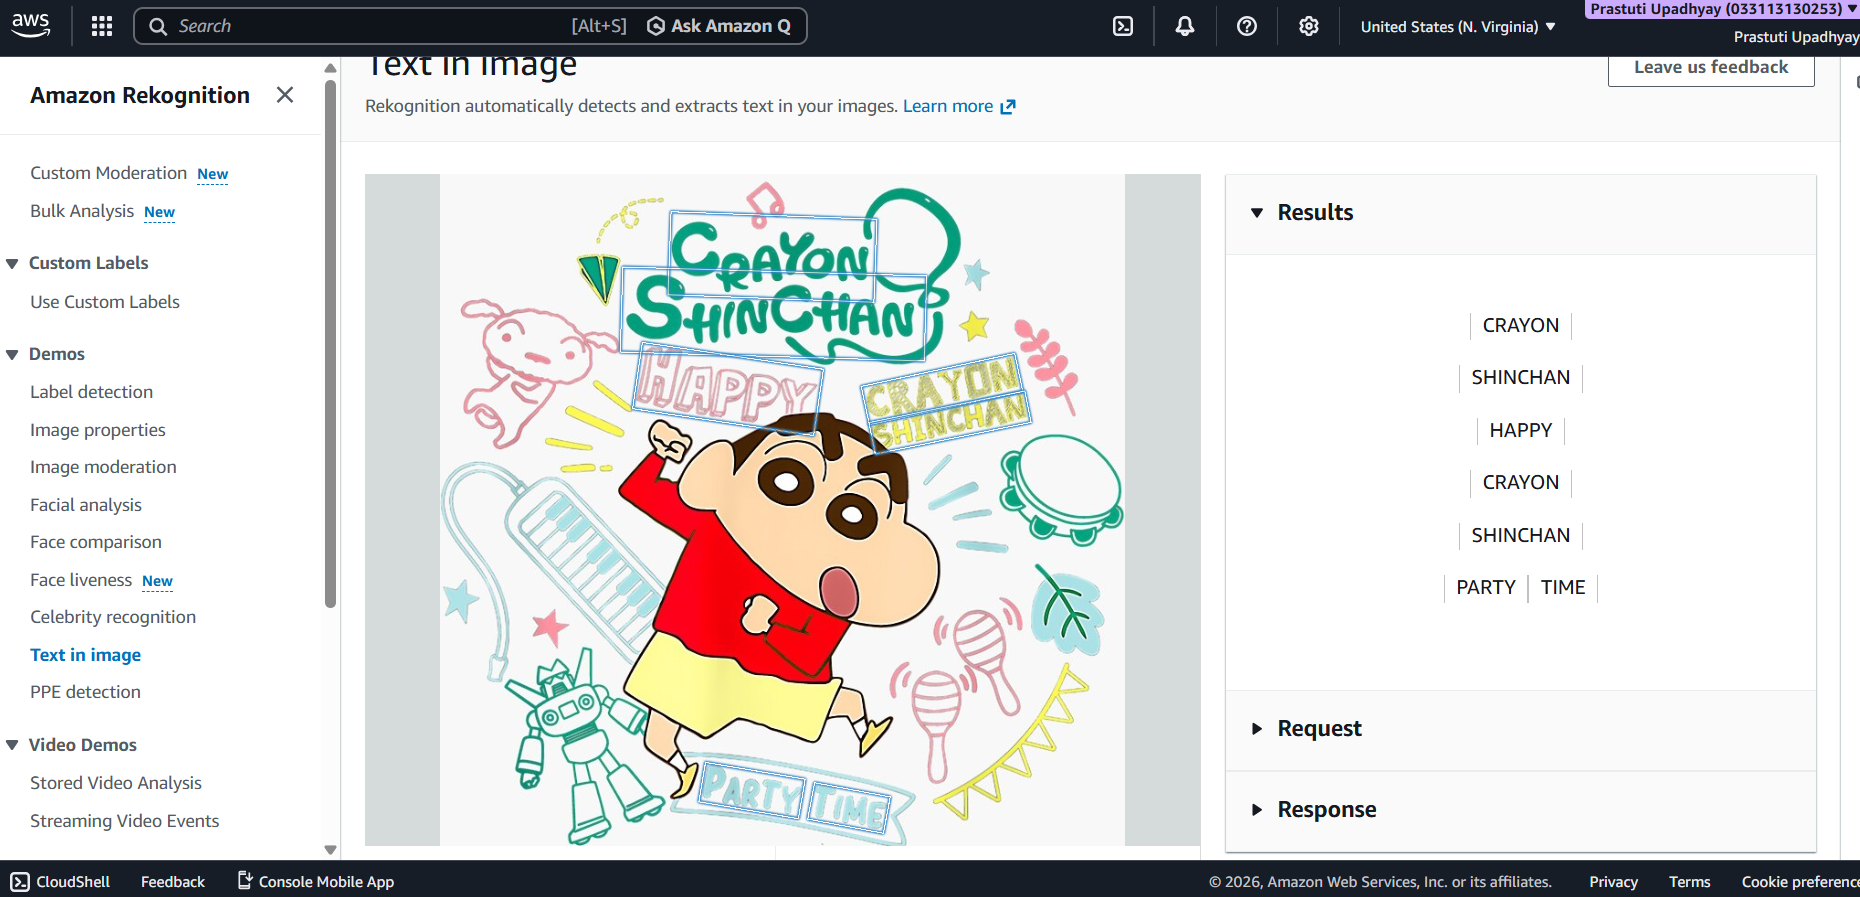 aws
Search [Alt+S] Ask Amazon Q
United States (N. Virginia)
Prastuti Upadhyay (033113130253)
Prastuti Upadhyay
Amazon Rekognition
Custom Moderation New
Bulk Analysis New
Custom Labels
Use Custom Labels
Demos
Label detection
Image properties
Image moderation
Facial analysis
Face comparison
Face liveness New
Celebrity recognition
Text in image
PPE detection
Video Demos
Stored Video Analysis
Streaming Video Events
Text in image
Leave us feedback
Rekognition automatically detects and extracts text in your images. Learn more
CRAYON
SHINCHAN
HAPPY
CRAYON
SHINCHAN
PARTY TIME
Results
CRAYON
SHINCHAN
HAPPY
CRAYON
SHINCHAN
PARTY TIME
Request
Response
CloudShell Feedback Console Mobile App
© 2026, Amazon Web Services, Inc. or its affiliates. Privacy Terms Cookie preference